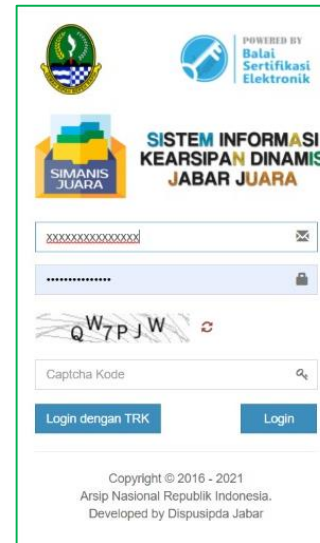 POWERED BY
Balai
Sertifikasi
Elektronik
SIMANIS
JUARA
SISTEM INFORMASI
KEARSIPAN DINAMIS
JABAR JUARA
xxxxxxxxxxxxxxx
•••••••••••••••
QW7PJW
Captcha Kode
Login dengan TRK
Login
Copyright © 2016 - 2021
Arsip Nasional Republik Indonesia.
Developed by Dispusipda Jabar